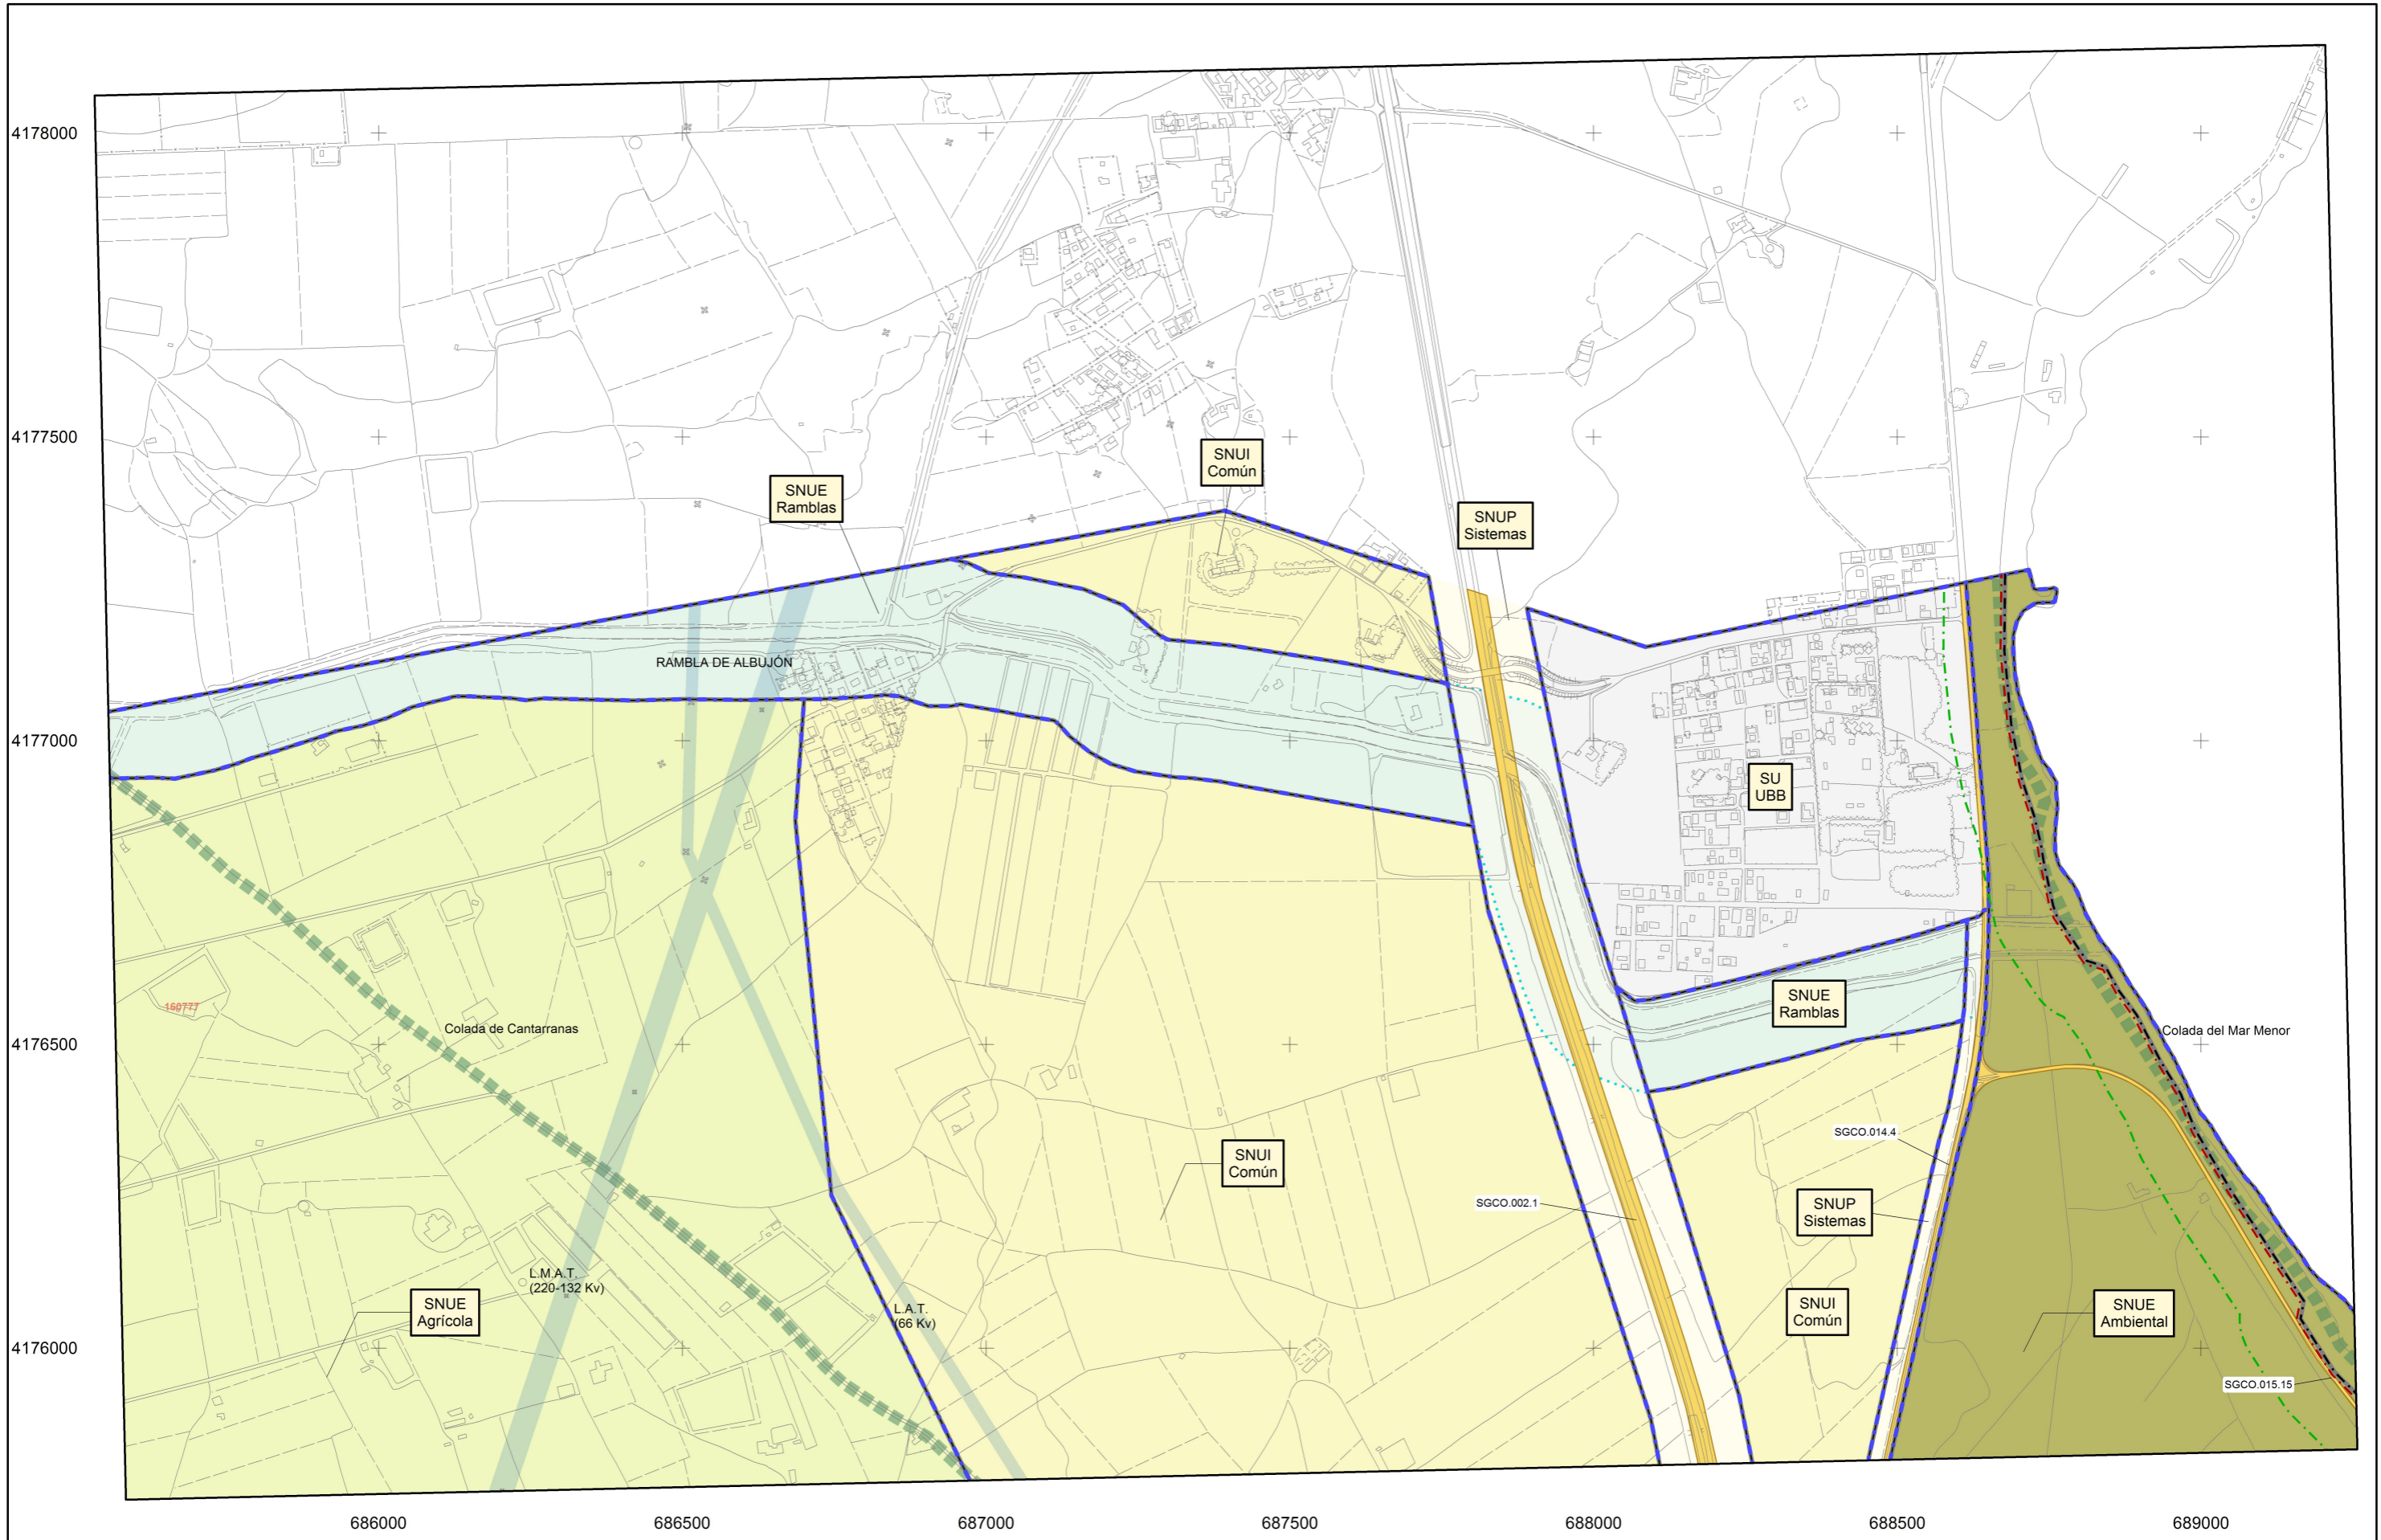 4178000
4177500
SNUI
Común
SNUE
Ramblas
SNUP
Sistemas
RAMBLA DE ALBUJÓN
4177000
SU
UBB
160777
SNUE
Ramblas
Colada de Cantarranas
Colada del Mar Menor
4176500
SGCO.014.4
SNUI
Común
SGCO.002.1
SNUP
Sistemas
L.M.A.T.
(220-132 Kv)
SNUE
Agrícola
L.A.T.
(66 Kv)
SNUI
Común
SNUE
Ambiental
4176000
SGCO.015.15
686000
686500
687000
687500
688000
688500
689000